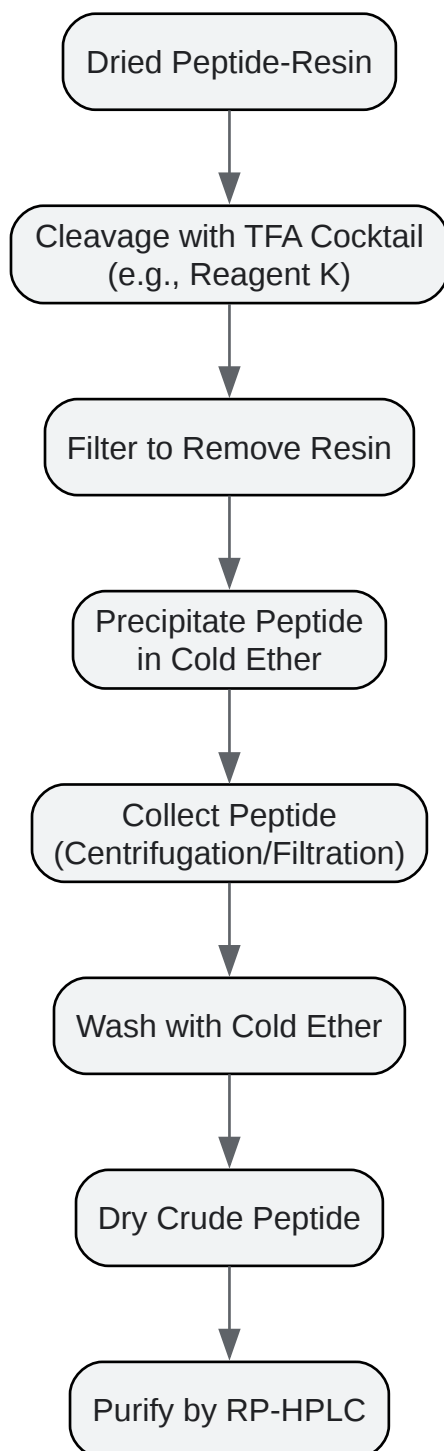 Dried Peptide-Resin
Cleavage with TFA Cocktail
(e.g., Reagent K)
Filter to Remove Resin
Precipitate Peptide
in Cold Ether
Collect Peptide
(Centrifugation/Filtration)
Wash with Cold Ether
Dry Crude Peptide
Purify by RP-HPLC